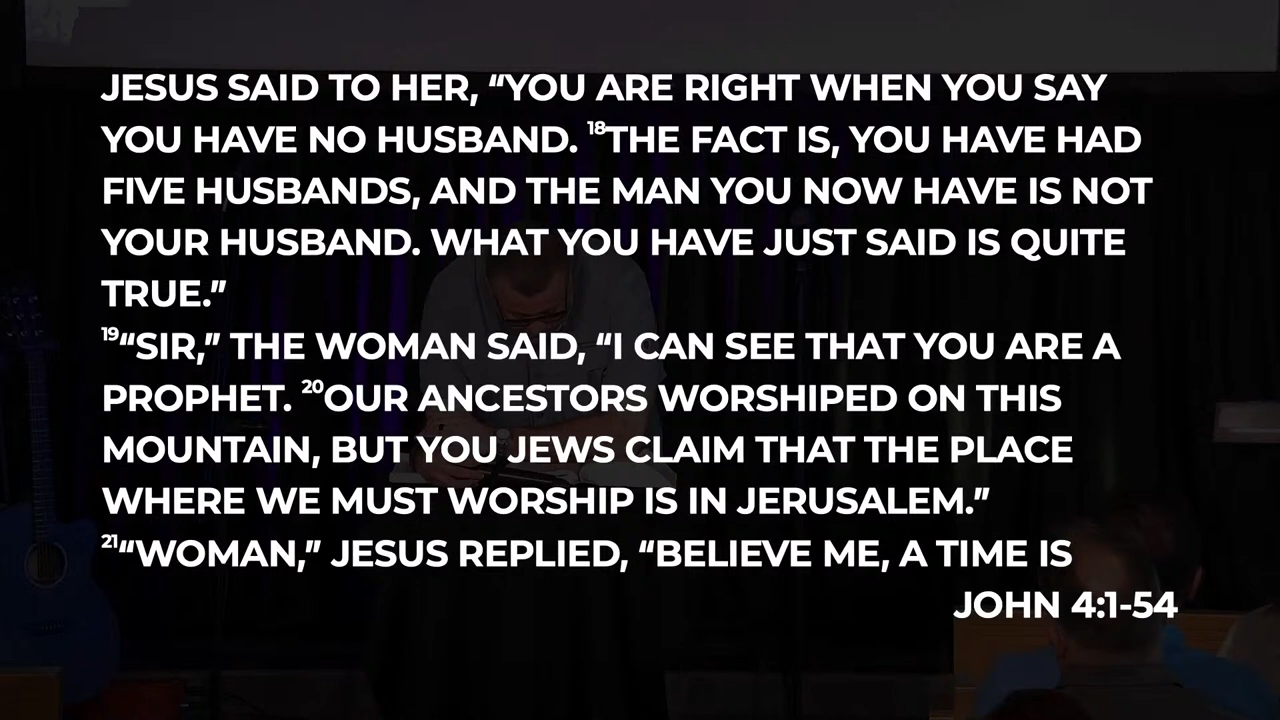 JESUS SAID TO HER, “YOU ARE RIGHT WHEN YOU SAY
YOU HAVE NO HUSBAND. ¹⁸THE FACT IS, YOU HAVE HAD
FIVE HUSBANDS, AND THE MAN YOU NOW HAVE IS NOT
YOUR HUSBAND. WHAT YOU HAVE JUST SAID IS QUITE
TRUE.”
¹⁹“SIR,” THE WOMAN SAID, “I CAN SEE THAT YOU ARE A
PROPHET. ²⁰OUR ANCESTORS WORSHIPED ON THIS
MOUNTAIN, BUT YOU JEWS CLAIM THAT THE PLACE
WHERE WE MUST WORSHIP IS IN JERUSALEM.”
²¹“WOMAN,” JESUS REPLIED, “BELIEVE ME, A TIME IS
JOHN 4:1-54